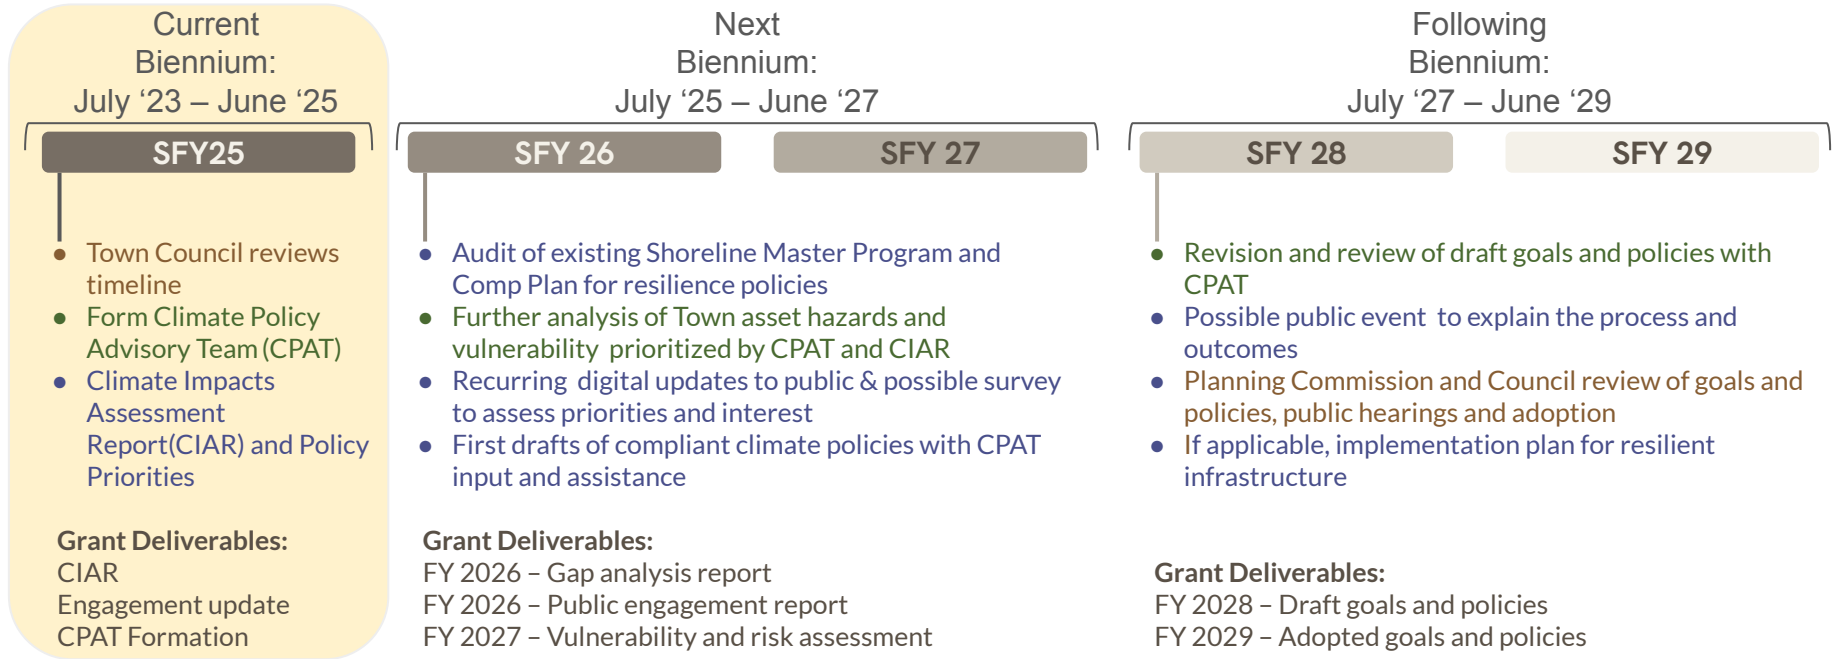 Current
Biennium:
July ‘23 – June ‘25
SFY25
• Town Council reviews
timeline
• Form Climate Policy
Advisory Team (CPAT)
• Climate Impacts
Assessment
Report(CIAR) and Policy
Priorities
Grant Deliverables:
CIAR
Engagement update
CPAT Formation
Next
Biennium:
July ‘25 – June ‘27
SFY 26
SFY 27
• Audit of existing Shoreline Master Program and
Comp Plan for resilience policies
• Further analysis of Town asset hazards and
vulnerability prioritized by CPAT and CIAR
• Recurring digital updates to public & possible survey
to assess priorities and interest
• First drafts of compliant climate policies with CPAT
input and assistance
Grant Deliverables:
FY 2026 – Gap analysis report
FY 2026 – Public engagement report
FY 2027 – Vulnerability and risk assessment
Following
Biennium:
July ‘27 – June ‘29
SFY 28
SFY 29
• Revision and review of draft goals and policies with
CPAT
• Possible public event to explain the process and
outcomes
• Planning Commission and Council review of goals and
policies, public hearings and adoption
• If applicable, implementation plan for resilient
infrastructure
Grant Deliverables:
FY 2028 – Draft goals and policies
FY 2029 – Adopted goals and policies